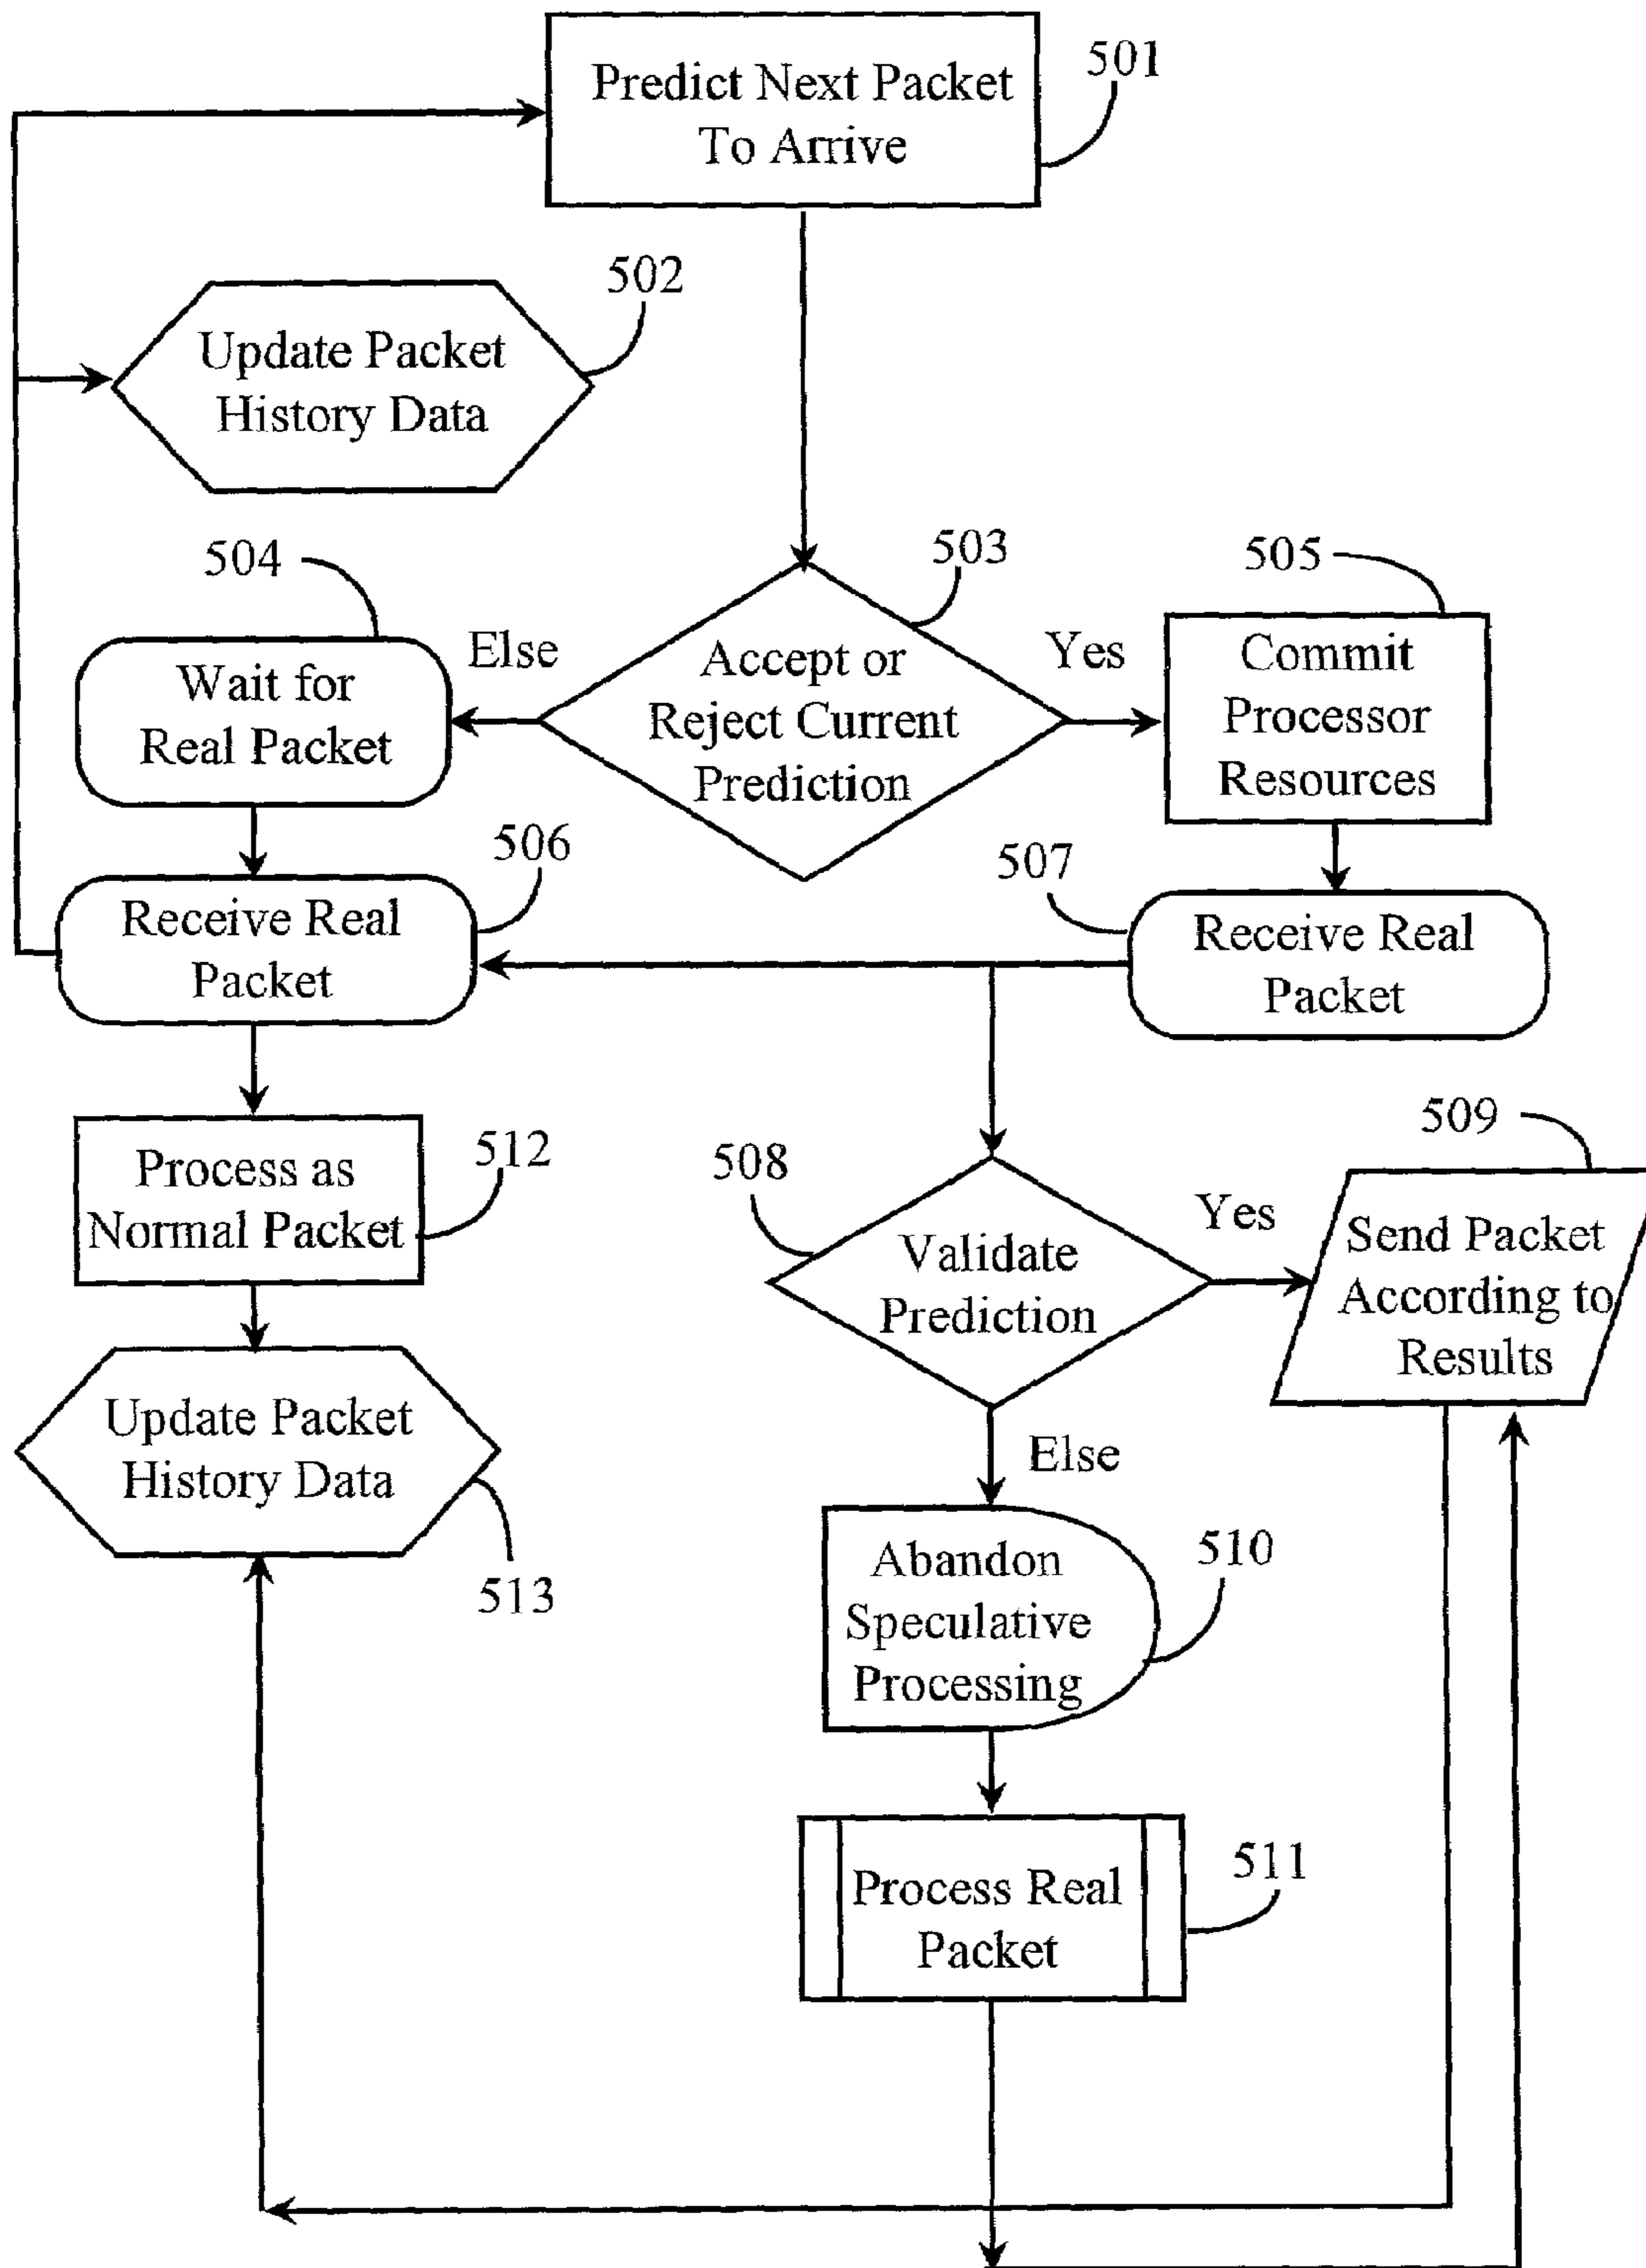 Predict Next Packet
To Arrive
501
502
Update Packet
History Data
503
504
505
Else
Yes
Accept or
Reject Current
Prediction
Wait for
Real Packet
Commit
Processor
Resources
506
507
Receive Real
Packet
Receive Real
Packet
509
512
508
Process as
Normal Packet
Yes
Validate
Prediction
Send Packet
According to
Results
Update Packet
History Data
Else
513
510
Abandon
Speculative
Processing
511
Process Real
Packet